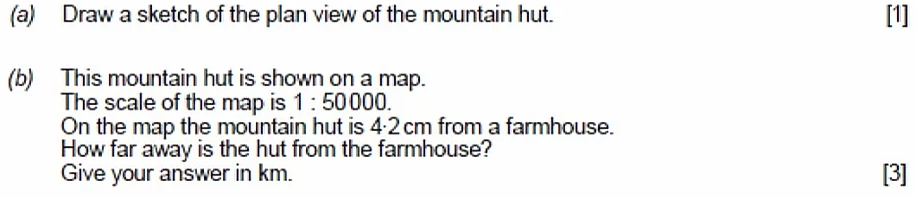 (a) Draw a sketch of the plan view of the mountain hut. [1]
(b) This mountain hut is shown on a map.
The scale of the map is 1 : 50 000.
On the map the mountain hut is 4·2 cm from a farmhouse.
How far away is the hut from the farmhouse?
Give your answer in km. [3]